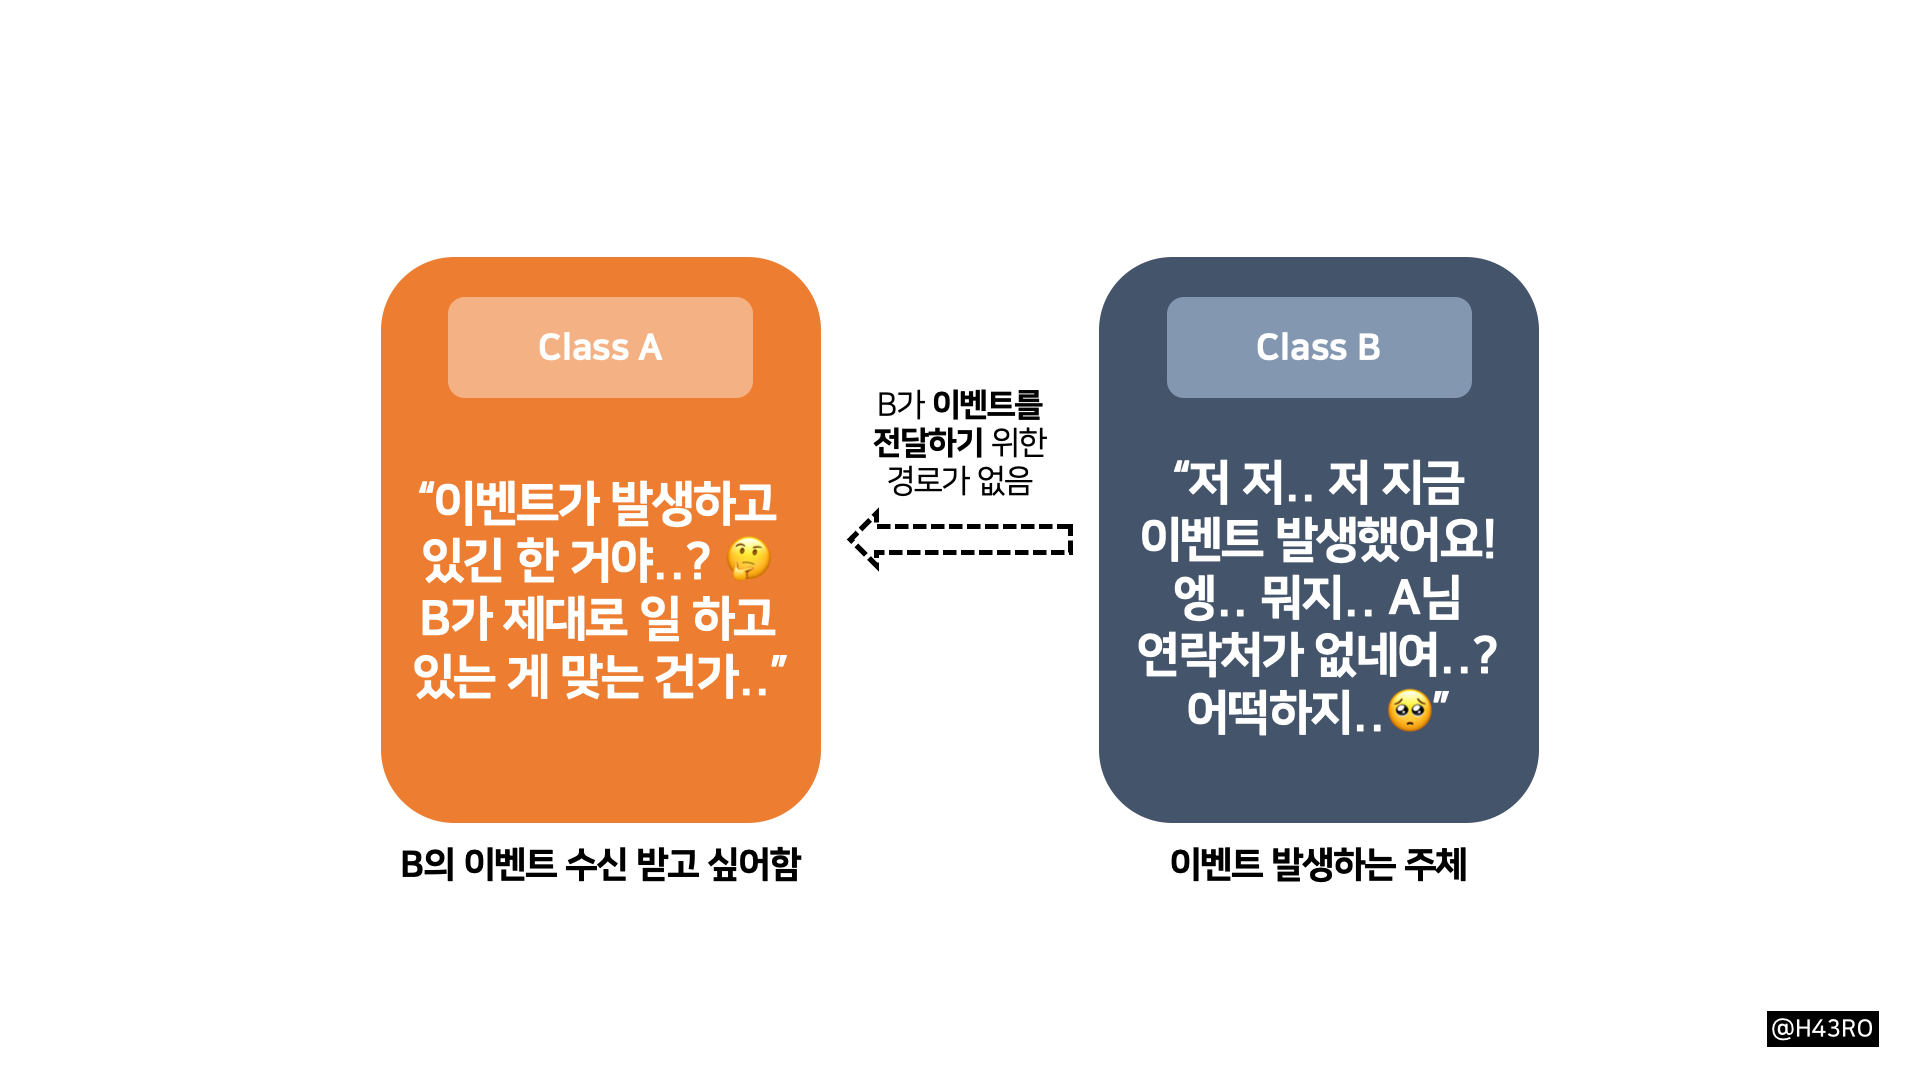 Class A
“이벤트가 발생하고
있긴 한 거야..? 🤔
B가 제대로 일 하고
있는 게 맞는 건가..”
B의 이벤트 수신 받고 싶어함
B가 이벤트를
전달하기 위한
경로가 없음
Class B
“저 저.. 저 지금
이벤트 발생했어요!
엥.. 뭐지.. A님
연락처가 없네여..?
어떡하지..🥺”
이벤트 발생하는 주체
@H43RO